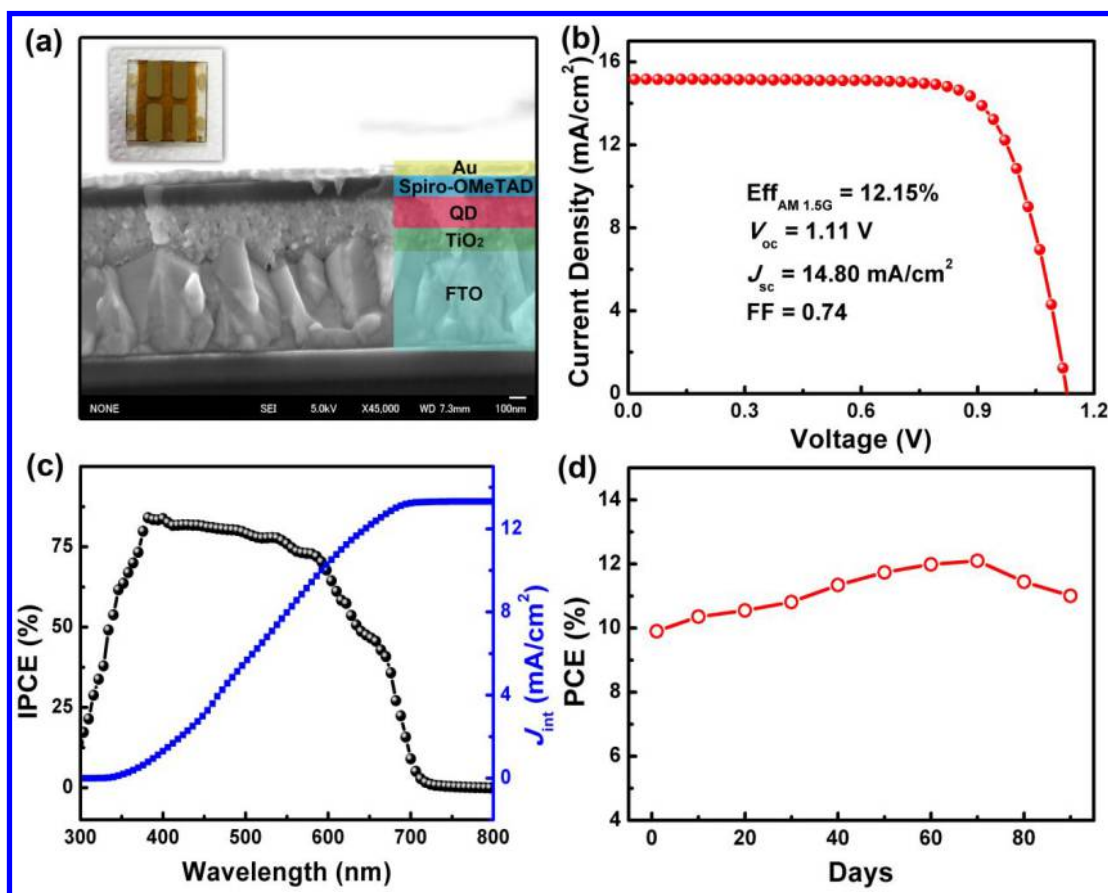 (a)
Au
Spiro-OMeTAD
QD
TiO₂
FTO
NONE SEI 5.0kV X45,000 WD 7.3mm 100nm
(b)
Current Density (mA/cm²)
16
12
8
4
0
0.0 0.3 0.6 0.9 1.2
Voltage (V)
Eff_AM 1.5G = 12.15%
V_oc = 1.11 V
J_sc = 14.80 mA/cm²
FF = 0.74
(c)
IPCE (%)
75
50
25
0
300 400 500 600 700 800
Wavelength (nm)
12
8
4
0
J_int (mA/cm²)
(d)
PCE (%)
14
12
10
8
6
4
0 20 40 60 80
Days